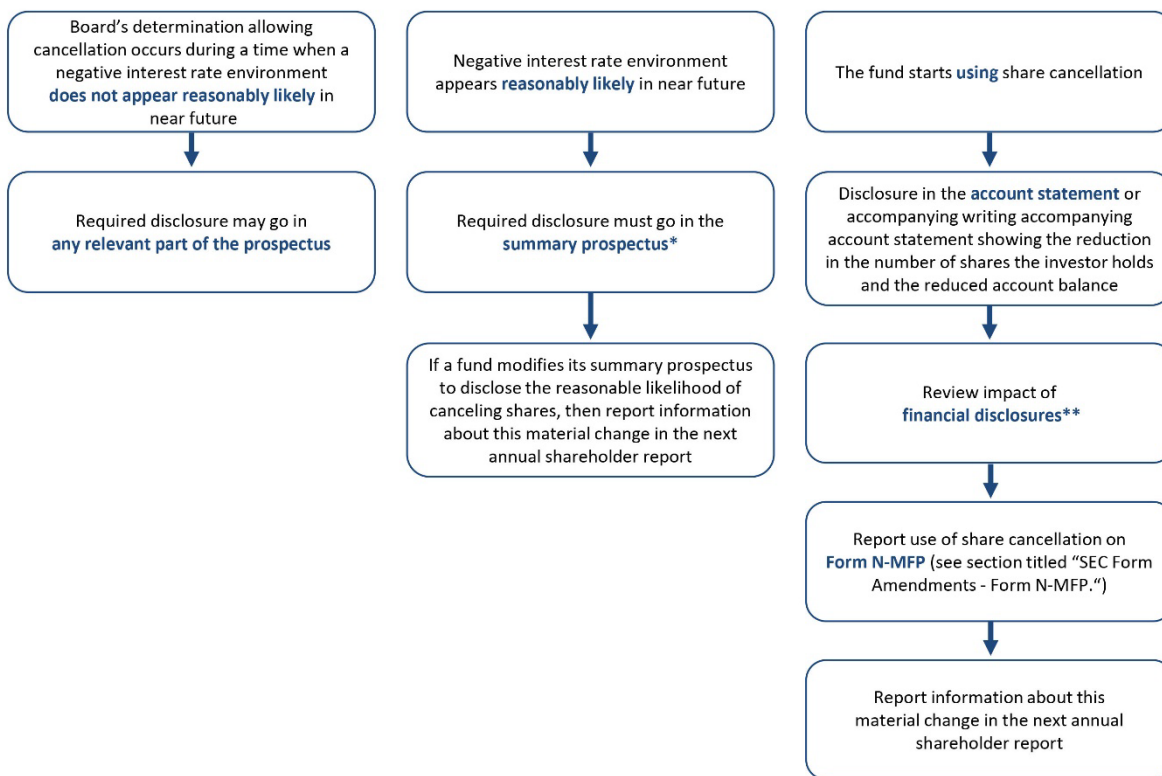 Board’s determination allowing
cancellation occurs during a time when a
negative interest rate environment
does not appear reasonably likely in
near future
Required disclosure may go in
any relevant part of the prospectus
Negative interest rate environment
appears reasonably likely in near future
Required disclosure must go in the
summary prospectus*
If a fund modifies its summary prospectus
to disclose the reasonable likelihood of
canceling shares, then report information
about this material change in the next
annual shareholder report
The fund starts using share cancellation
Disclosure in the account statement or
accompanying writing accompanying
account statement showing the reduction
in the number of shares the investor holds
and the reduced account balance
Review impact of
financial disclosures**
Report use of share cancellation on
Form N-MFP (see section titled “SEC Form
Amendments - Form N-MFP.“)
Report information about this
material change in the next annual
shareholder report